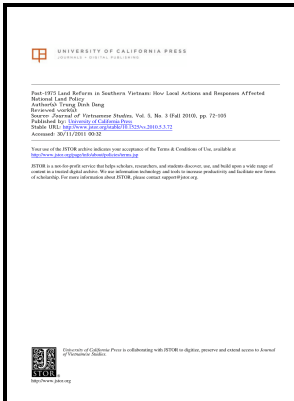 UNIVERSITY OF CALIFORNIA PRESS
JOURNALS + DIGITAL PUBLISHING
Post-1975 Land Reform in Southern Vietnam: How Local Actions and Responses Affected
National Land Policy
Author(s): Trung Dinh Dang
Reviewed work(s):
Source: Journal of Vietnamese Studies, Vol. 5, No. 3 (Fall 2010), pp. 72-105
Published by: University of California Press
Stable URL: http://www.jstor.org/stable/10.1525/vs.2010.5.3.72
Accessed: 30/11/2011 00:32
Your use of the JSTOR archive indicates your acceptance of the Terms & Conditions of Use, available at
http://www.jstor.org/page/info/about/policies/terms.jsp
JSTOR is a not-for-profit service that helps scholars, researchers, and students discover, use, and build upon a wide range of
content in a trusted digital archive. We use information technology and tools to increase productivity and facilitate new forms
of scholarship. For more information about JSTOR, please contact support@jstor.org.
University of California Press is collaborating with JSTOR to digitize, preserve and extend access to Journal
of Vietnamese Studies.
JSTOR
http://www.jstor.org